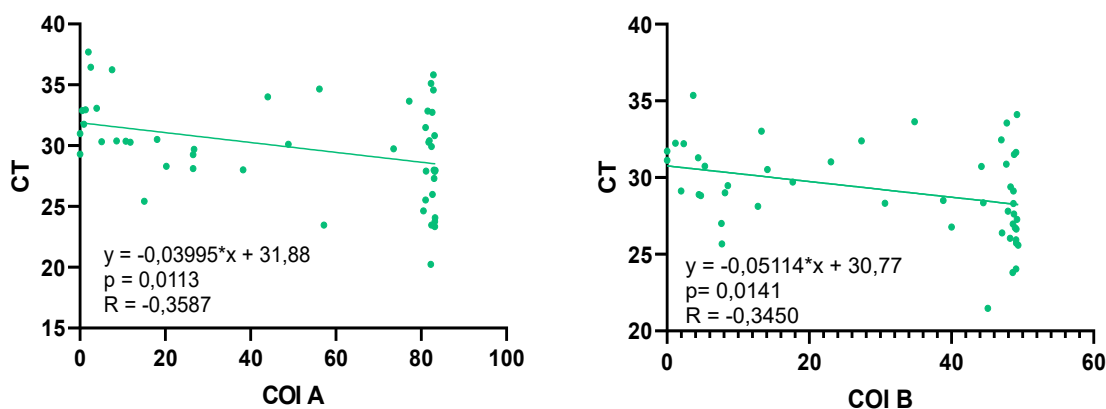 40
35
30
25
20
15
CT
y = -0,03995*x + 31,88
p = 0,0113
R = -0,3587
0 20 40 60 80 100
COI A
40
35
30
25
20
CT
y = -0,05114*x + 30,77
p= 0,0141
R = -0,3450
0 20 40 60
COI B